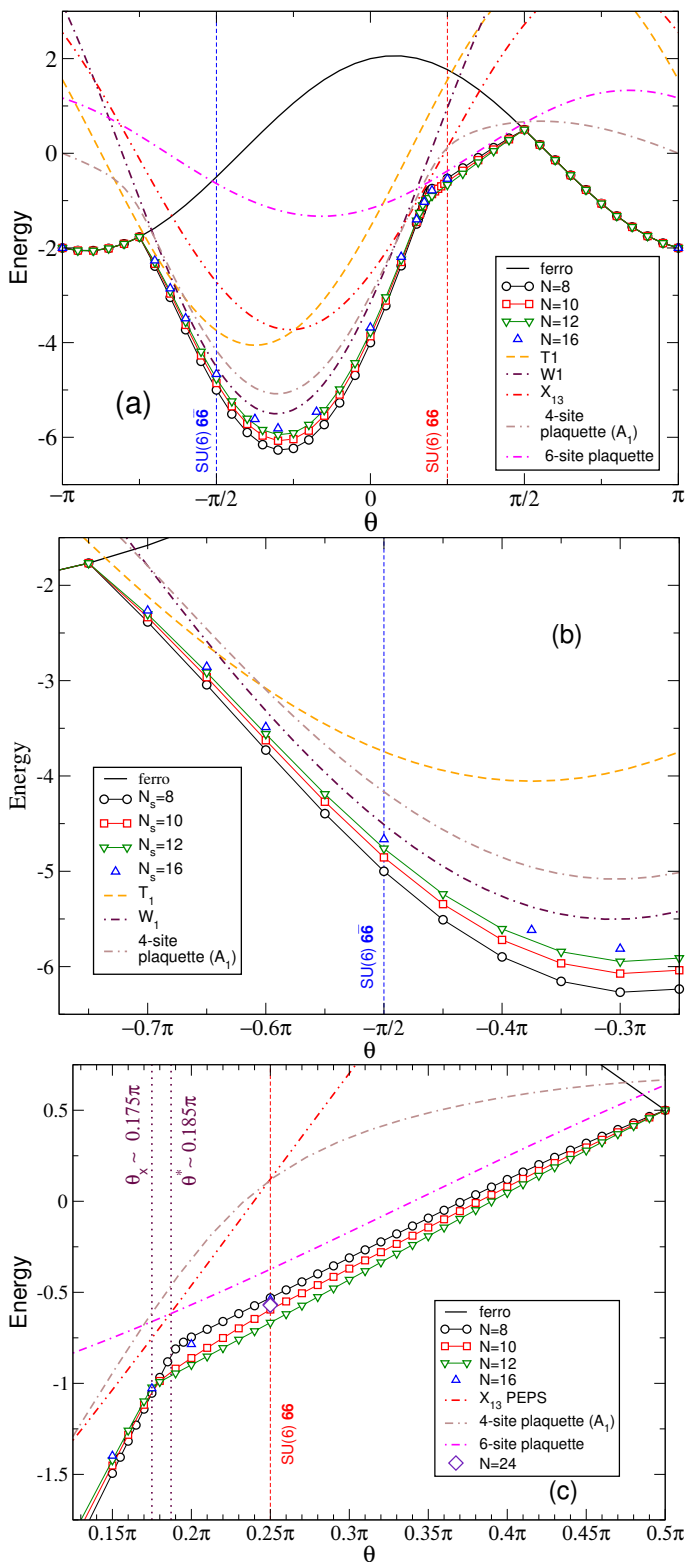 2
0
−2
−4
−6
Energy
(a)
SU(6) 66̄
SU(6) 66
ferro
N=8
N=10
N=12
N=16
T1
W1
X13
4-site
plaquette (A1)
6-site plaquette
−π
−π/2
0
π/2
π
θ
-2
-3
-4
-5
-6
Energy
(b)
SU(6) 66̄
ferro
Ns=8
Ns=10
Ns=12
Ns=16
T1
W1
4-site
plaquette (A1)
−0.7π
−0.6π
−π/2
−0.4π
−0.3π
θ
0.5
0
-0.5
-1
-1.5
Energy
θx ~ 0.175π
θ* ~ 0.185π
SU(6) 66
ferro
N=8
N=10
N=12
N=16
X13 PEPS
4-site plaquette (A1)
6-site plaquette
N=24
(c)
0.15π
0.2π
0.25π
0.3π
0.35π
0.4π
0.45π
0.5π
θ